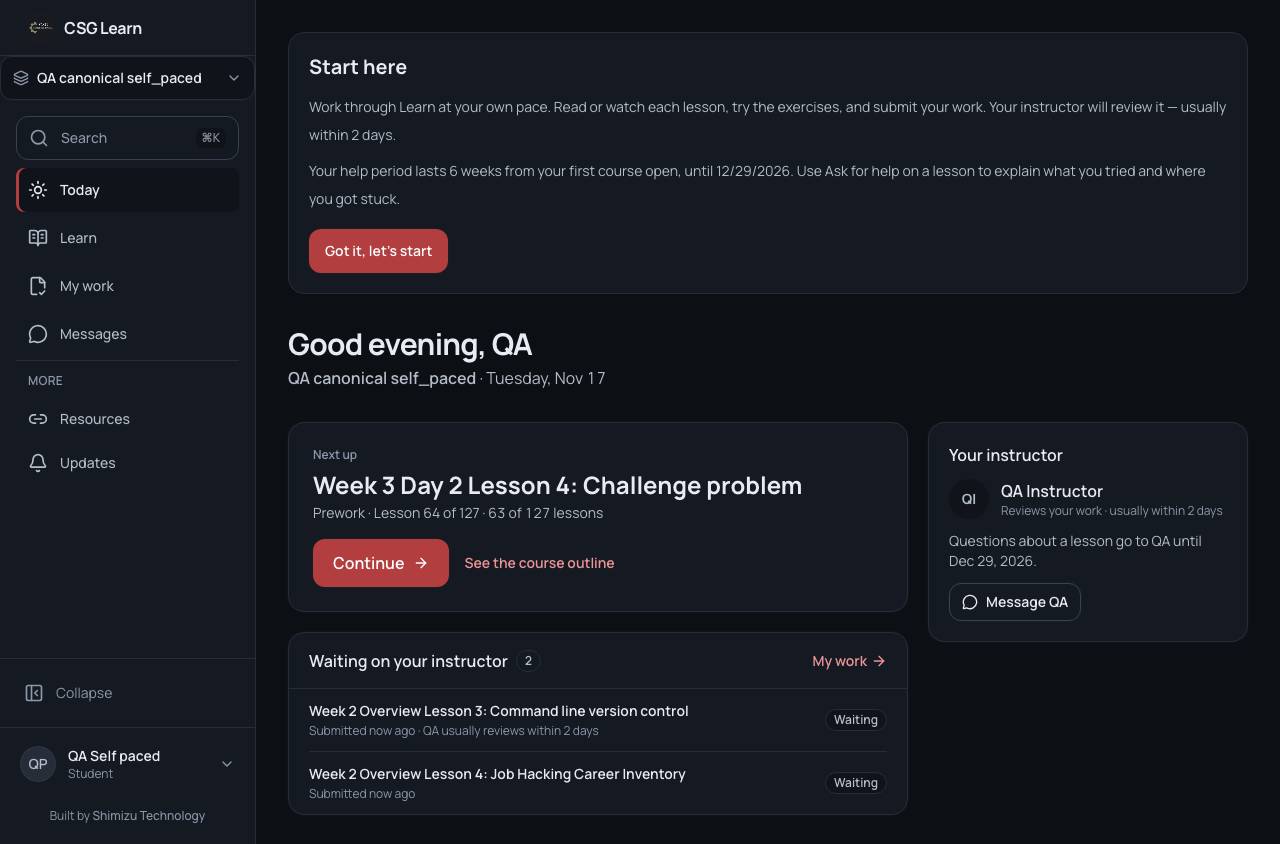 CSG Learn
QA canonical self_paced
Search ⌘K
Today
Learn
My work
Messages
MORE
Resources
Updates
Collapse
QP
QA Self paced
Student
Built by Shimizu Technology
Start here
Work through Learn at your own pace. Read or watch each lesson, try the exercises, and submit your work. Your instructor will review it — usually
within 2 days.
Your help period lasts 6 weeks from your first course open, until 12/29/2026. Use Ask for help on a lesson to explain what you tried and where
you got stuck.
Got it, let's start
Good evening, QA
QA canonical self_paced · Tuesday, Nov 17
Next up
Week 3 Day 2 Lesson 4: Challenge problem
Prework · Lesson 64 of 127 · 63 of 127 lessons
Continue →
See the course outline
Waiting on your instructor 2
My work →
Week 2 Overview Lesson 3: Command line version control
Submitted now ago · QA usually reviews within 2 days
Waiting
Week 2 Overview Lesson 4: Job Hacking Career Inventory
Submitted now ago
Waiting
Your instructor
QI
QA Instructor
Reviews your work · usually within 2 days
Questions about a lesson go to QA until
Dec 29, 2026.
Message QA